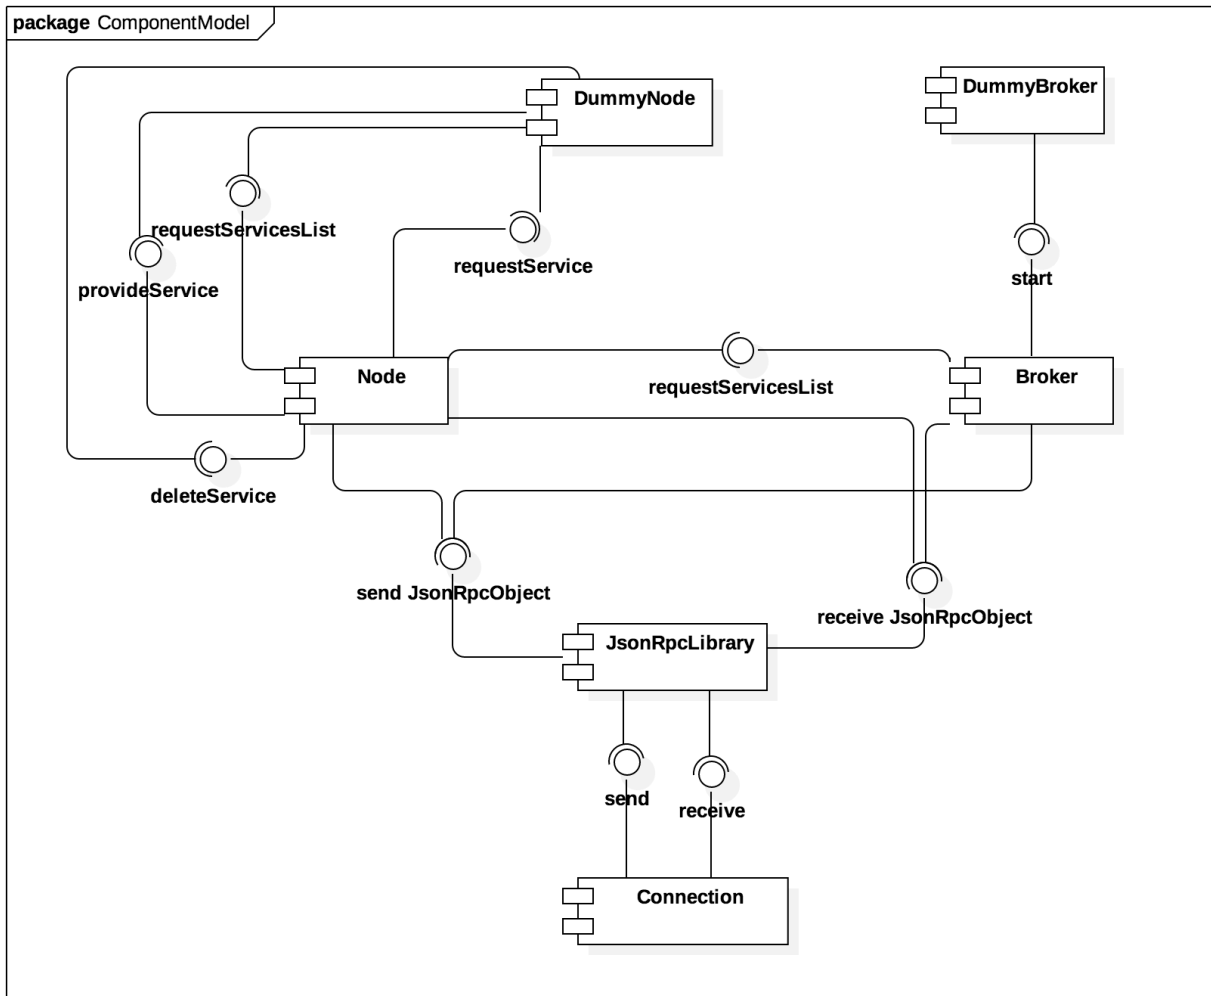 package ComponentModel
DummyNode
DummyBroker
requestServicesList
requestService
provideService
start
Node
requestServicesList
Broker
deleteService
send JsonRpcObject
receive JsonRpcObject
JsonRpcLibrary
send
receive
Connection